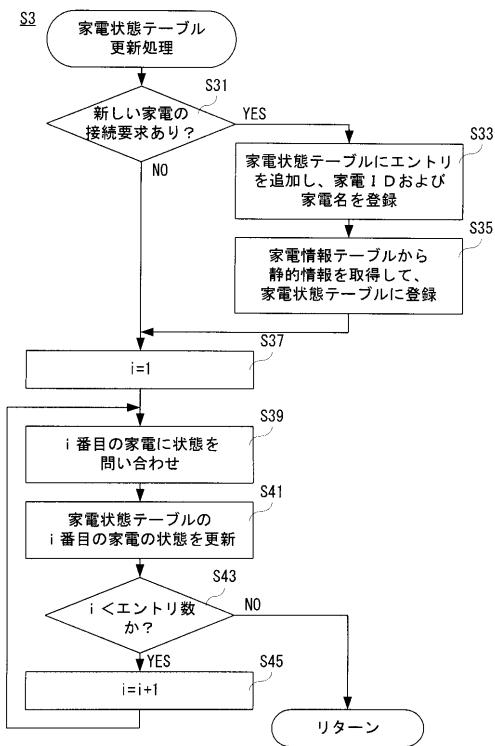 S3
家電状態テーブル
更新処理
S31
新しい家電の
接続要求あり？
YES
NO
S33
家電状態テーブルにエントリ
を追加し、家電ＩＤおよび
家電名を登録
S35
家電情報テーブルから
静的情報を取得して、
家電状態テーブルに登録
S37
i=1
S39
ｉ番目の家電に状態を
問い合わせ
S41
家電状態テーブルの
ｉ番目の家電の状態を更新
S43
ｉ＜エントリ数
か？
NO
YES
S45
i=i+1
リターン